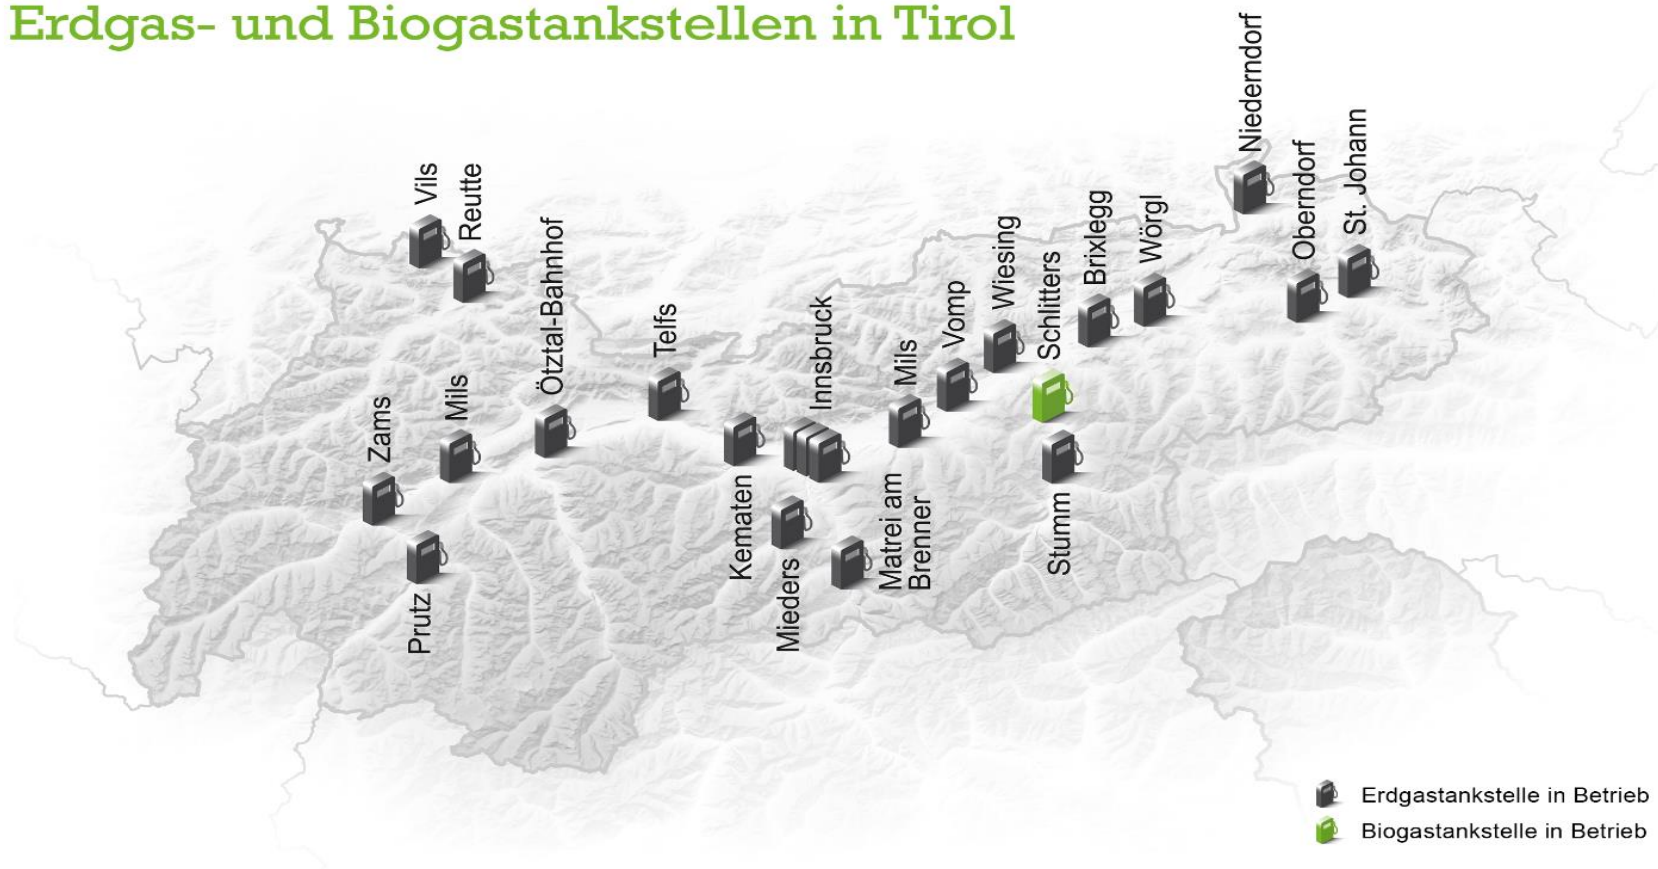 Erdgas- und Biogastankstellen in Tirol
Vils
Reutte
Zams
Mils
Ötztal-Bahnhof
Prutz
Telfs
Kematen
Innsbruck
Mieders
Matrei am
Brenner
Mils
Vomp
Wiesing
Schlitters
Stumm
Brixlegg
Wörgl
Niederndorf
Oberndorf
St. Johann
Erdgastankstelle in Betrieb
Biogastankstelle in Betrieb